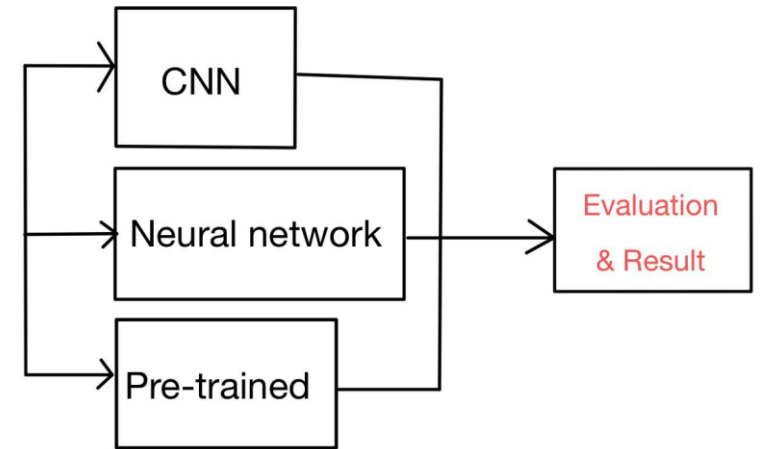 CNN
Neural network
Pre-trained
Evaluation
& Result